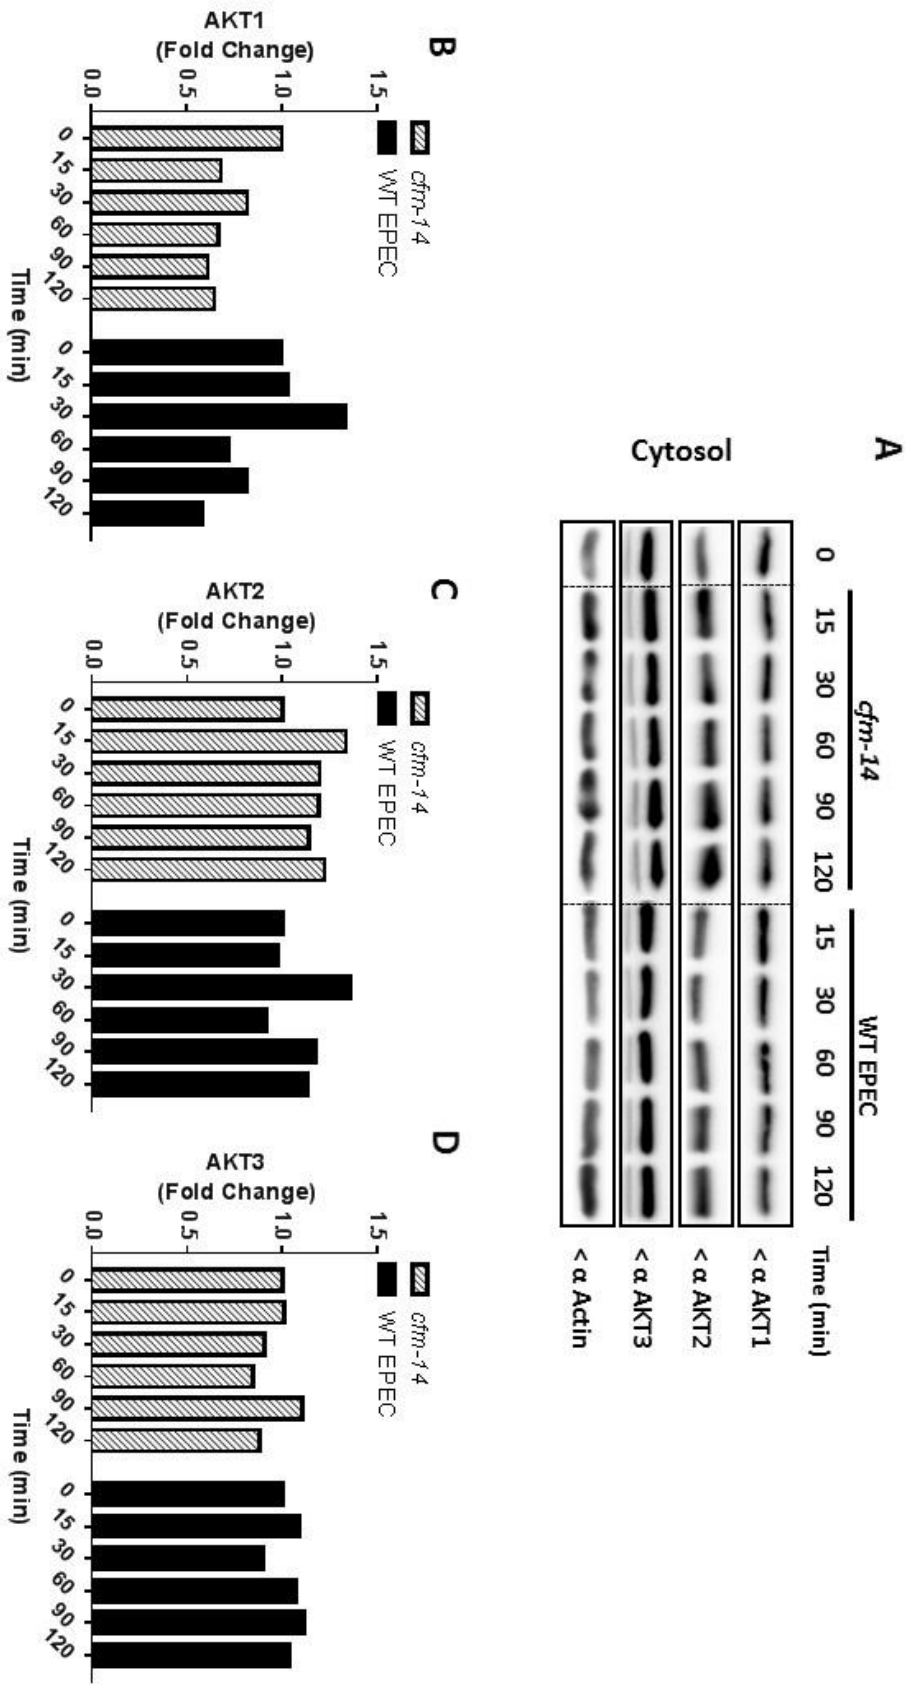 A
cfm-14
WT EPEC
0 15 30 60 90 120 15 30 60 90 120 Time (min)
Cytosol
< α AKT1
< α AKT2
< α AKT3
< α Actin
B
cfm-14
WT EPEC
AKT1
(Fold Change)
1.5
1.0
0.5
0.0
0 15 30 60 90 120 0 15 30 60 90 120
Time (min)
C
cfm-14
WT EPEC
AKT2
(Fold Change)
1.5
1.0
0.5
0.0
0 15 30 60 90 120 0 15 30 60 90 120
Time (min)
D
cfm-14
WT EPEC
AKT3
(Fold Change)
1.5
1.0
0.5
0.0
0 15 30 60 90 120 0 15 30 60 90 120
Time (min)